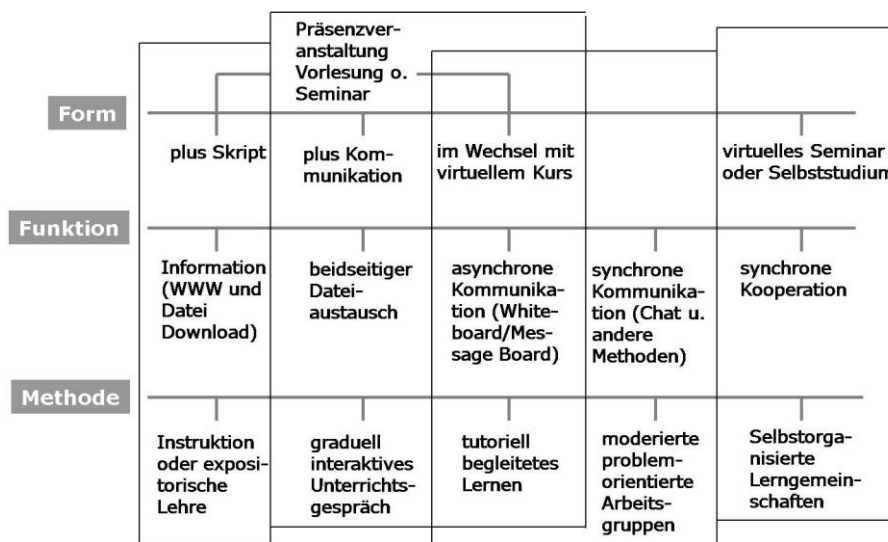 Präsenzver-
anstaltung
Vorlesung o.
Seminar
Form
plus Skript
plus Kom-
munikation
im Wechsel mit
virtuellem Kurs
virtuelles Seminar
oder Selbststudium
Funktion
Information
(WWW und
Datei
Download)
beidseitiger
Datei-
austausch
asynchrone
Kommunika-
tion (White-
board/Mes-
sage Board)
synchrone
Kommunika-
tion (Chat u.
andere
Methoden)
synchrone
Kooperation
Methode
Instruktion
oder exposi-
torische
Lehre
graduell
interaktives
Unterrichts-
gespräch
tutoriell
begleitetes
Lernen
moderierte
problem-
orientierte
Arbeits-
gruppen
Selbstorga-
nisierte
Lerngemein-
schaften